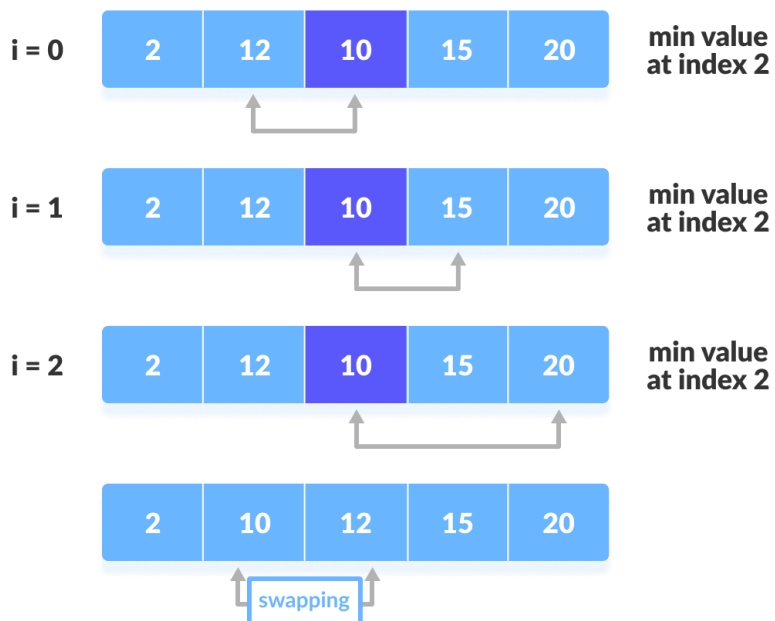 i = 0 2 12 10 15 20 min value
at index 2
i = 1 2 12 10 15 20 min value
at index 2
i = 2 2 12 10 15 20 min value
at index 2
2 10 12 15 20
swapping